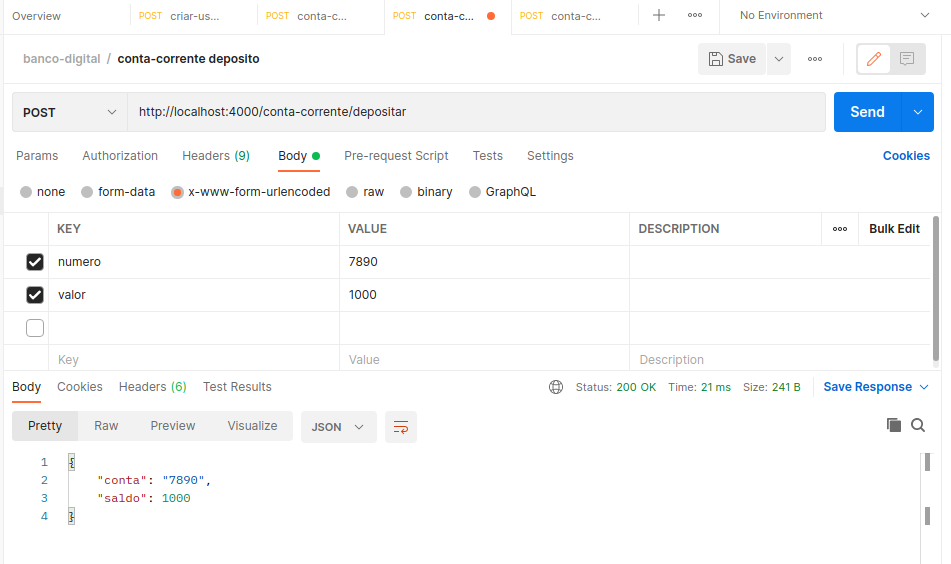 Overview POST criar-us... POST conta-c... POST conta-c... POST conta-c... No Environment
banco-digital / conta-corrente deposito Save
POST http://localhost:4000/conta-corrente/depositar Send
Params Authorization Headers (9) Body Pre-request Script Tests Settings Cookies
none form-data x-www-form-urlencoded raw binary GraphQL
KEY VALUE DESCRIPTION Bulk Edit
numero 7890
valor 1000
Key Value Description
Body Cookies Headers (6) Test Results Status: 200 OK Time: 21 ms Size: 241 B Save Response
Pretty Raw Preview Visualize JSON
1 {
2 "conta": "7890",
3 "saldo": 1000
4 }